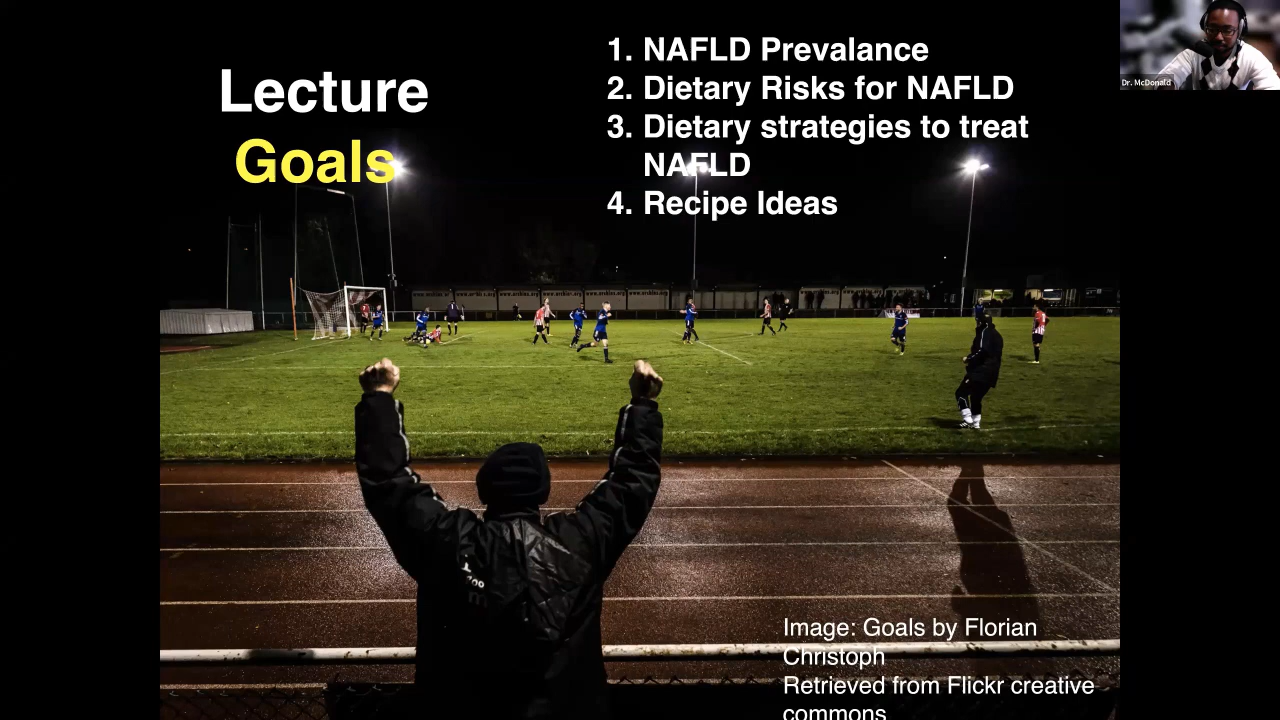 Lecture
Goals
1. NAFLD Prevalance
2. Dietary Risks for NAFLD
3. Dietary strategies to treat
NAFLD
4. Recipe Ideas
Dr. McDonald
Image: Goals by Florian
Christoph
Retrieved from Flickr creative
commons